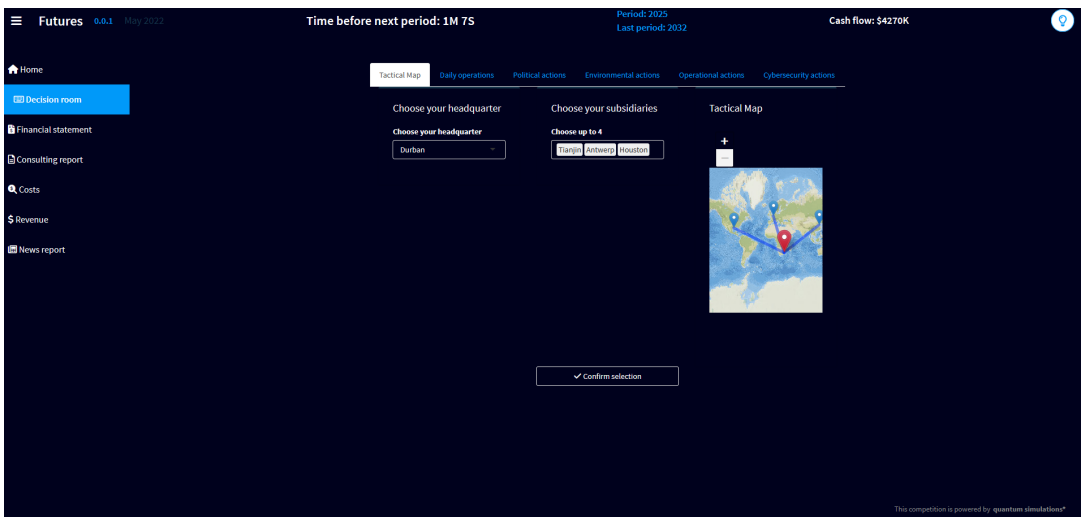 Futures 0.0.1 May 2022
Time before next period: 1M 7S
Period: 2025
Last period: 2032
Cash flow: $4270K
Home
Decision room
Financial statement
Consulting report
Costs
Revenue
News report
Tactical Map Daily operations Political actions Environmental actions Operational actions Cybersecurity actions
Choose your headquarter
Choose your headquarter
Durban
Choose your subsidiaries
Choose up to 4
Tianjin Antwerp Houston
Tactical Map
+
−
✓ Confirm selection
This competition is powered by quantum simulations*